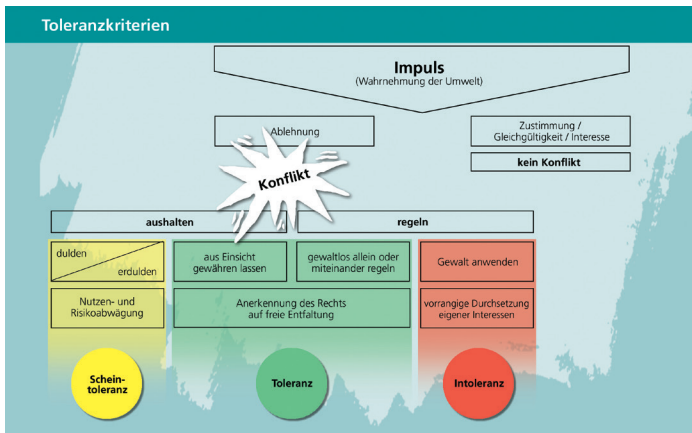 Toleranzkriterien
Impuls
(Wahrnehmung der Umwelt)
Ablehnung
Zustimmung /
Gleichgültigkeit / Interesse
kein Konflikt
Konflikt
aushalten
regeln
dulden
erdulden
aus Einsicht
gewähren lassen
gewaltlos allein oder
miteinander regeln
Gewalt anwenden
Nutzen- und
Risikoabwägung
Anerkennung des Rechts
auf freie Entfaltung
vorrangige Durchsetzung
eigener Interessen
Schein-
toleranz
Toleranz
Intoleranz